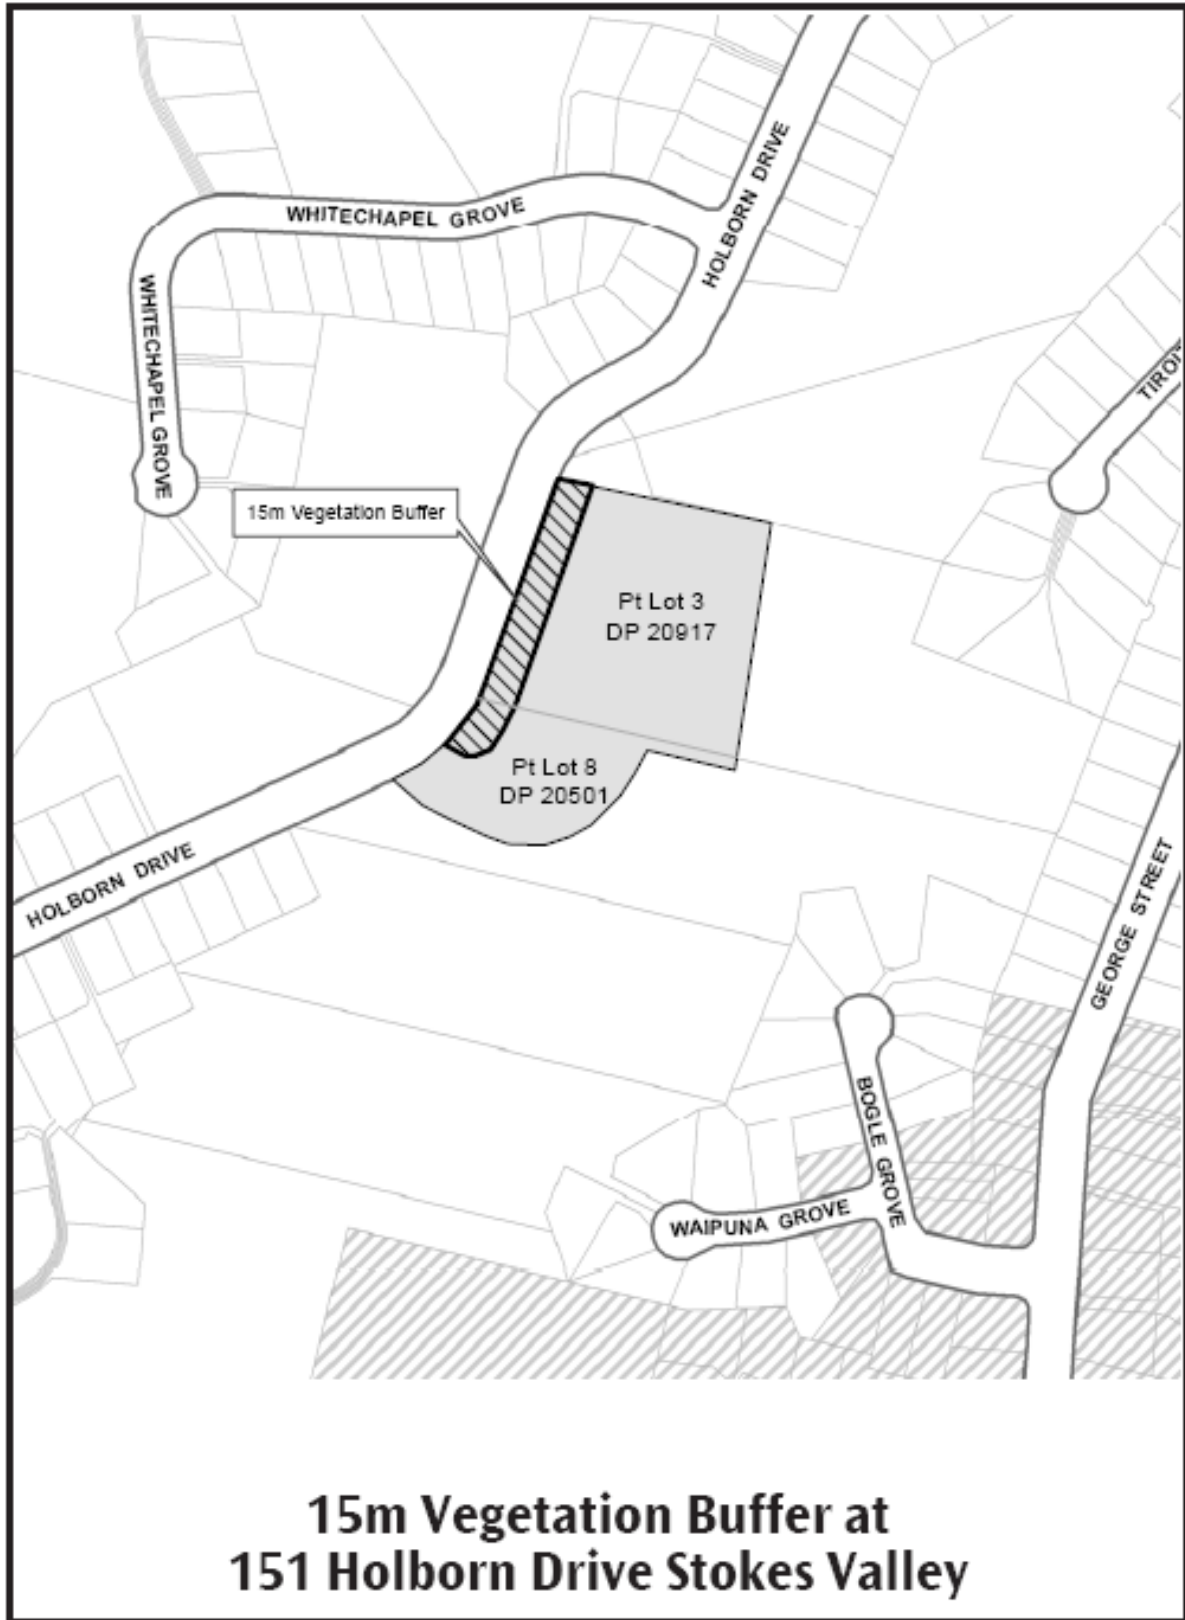 HOLBORN DRIVE
WHITECHAPEL GROVE
WHITECHAPEL GROVE
15m Vegetation Buffer
Pt Lot 3
DP 20917
Pt Lot 8
DP 20501
HOLBORN DRIVE
GEORGE STREET
BOGLE GROVE
WAIPUNA GROVE
15m Vegetation Buffer at
151 Holborn Drive Stokes Valley